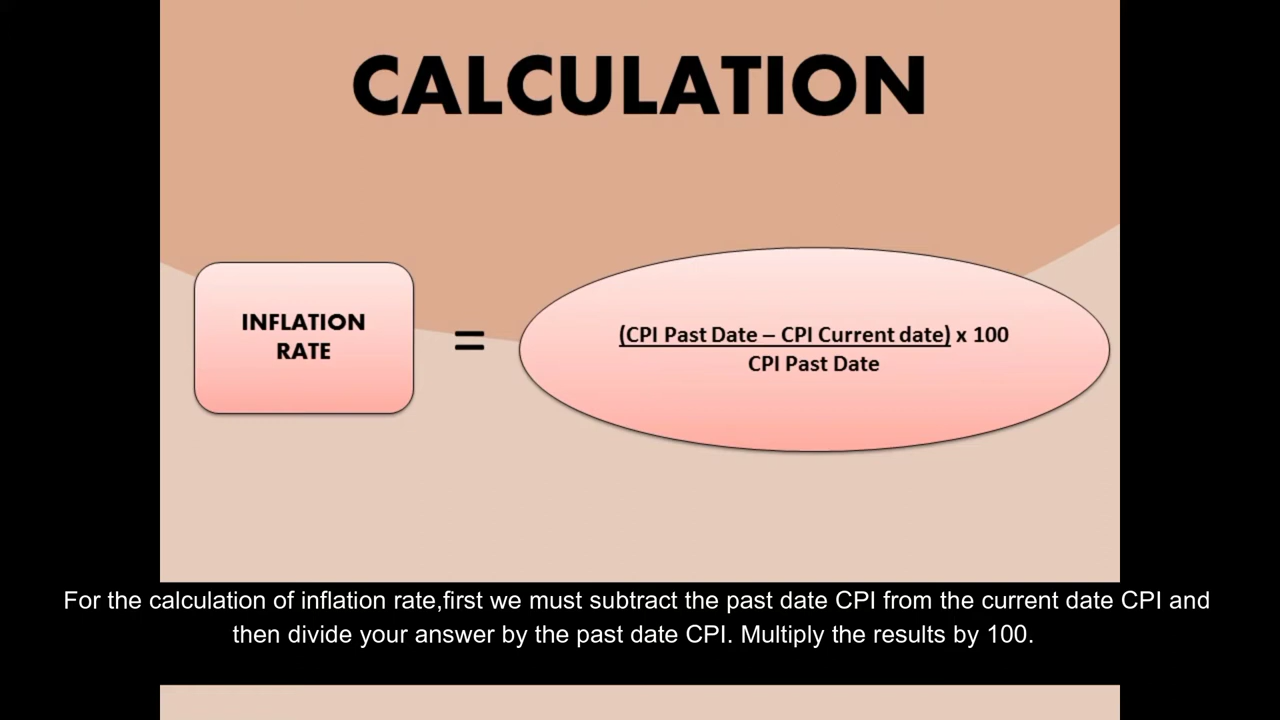 CALCULATION
INFLATION
RATE
=
(CPI Past Date – CPI Current date) x 100
CPI Past Date
For the calculation of inflation rate,first we must subtract the past date CPI from the current date CPI and
then divide your answer by the past date CPI. Multiply the results by 100.